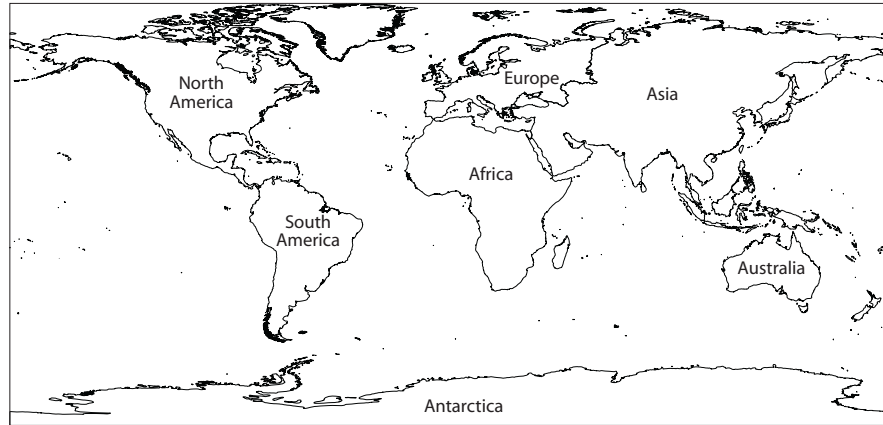 North
America
Europe
Asia
Africa
South
America
Australia
Antarctica